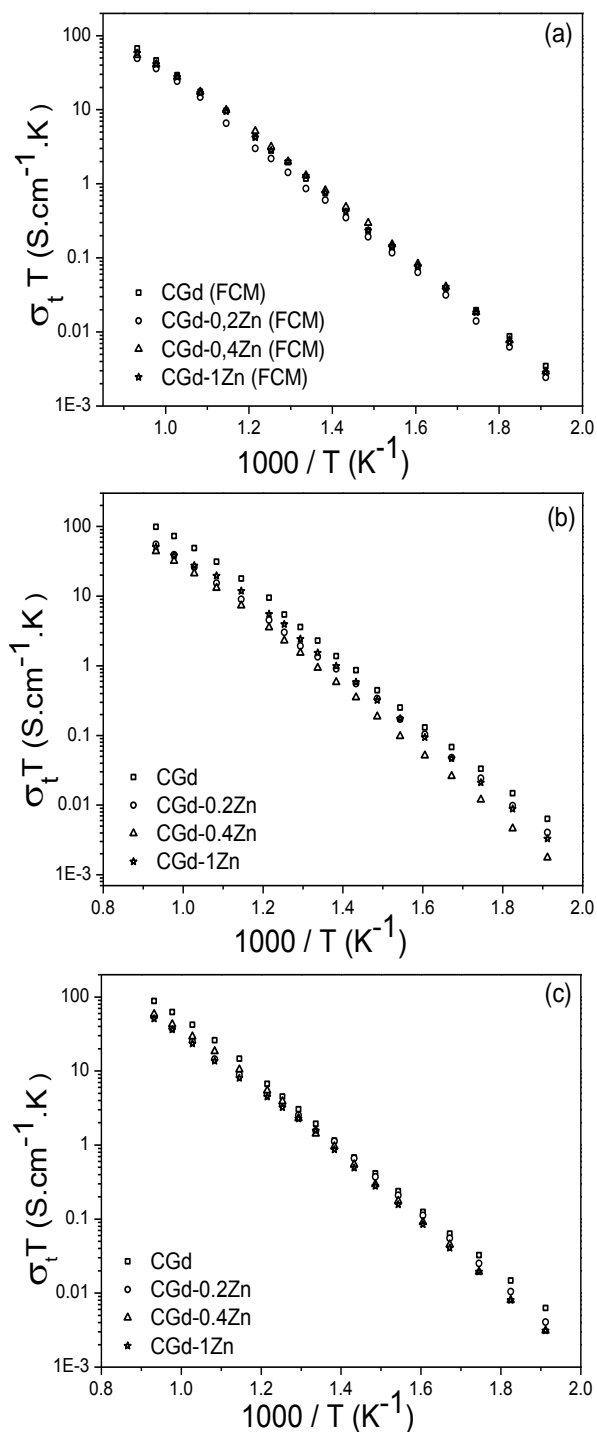 (a)
100
10
1
0.1
0.01
1E-3
σt T (S.cm-1.K)
CGd (FCM)
CGd-0,2Zn (FCM)
CGd-0,4Zn (FCM)
CGd-1Zn (FCM)
1.0 1.2 1.4 1.6 1.8 2.0
1000 / T (K-1)
(b)
100
10
1
0.1
0.01
1E-3
σt T (S.cm-1.K)
CGd
CGd-0.2Zn
CGd-0.4Zn
CGd-1Zn
0.8 1.0 1.2 1.4 1.6 1.8 2.0
1000 / T (K-1)
(c)
100
10
1
0.1
0.01
1E-3
σt T (S.cm-1.K)
CGd
CGd-0.2Zn
CGd-0.4Zn
CGd-1Zn
0.8 1.0 1.2 1.4 1.6 1.8 2.0
1000 / T (K-1)